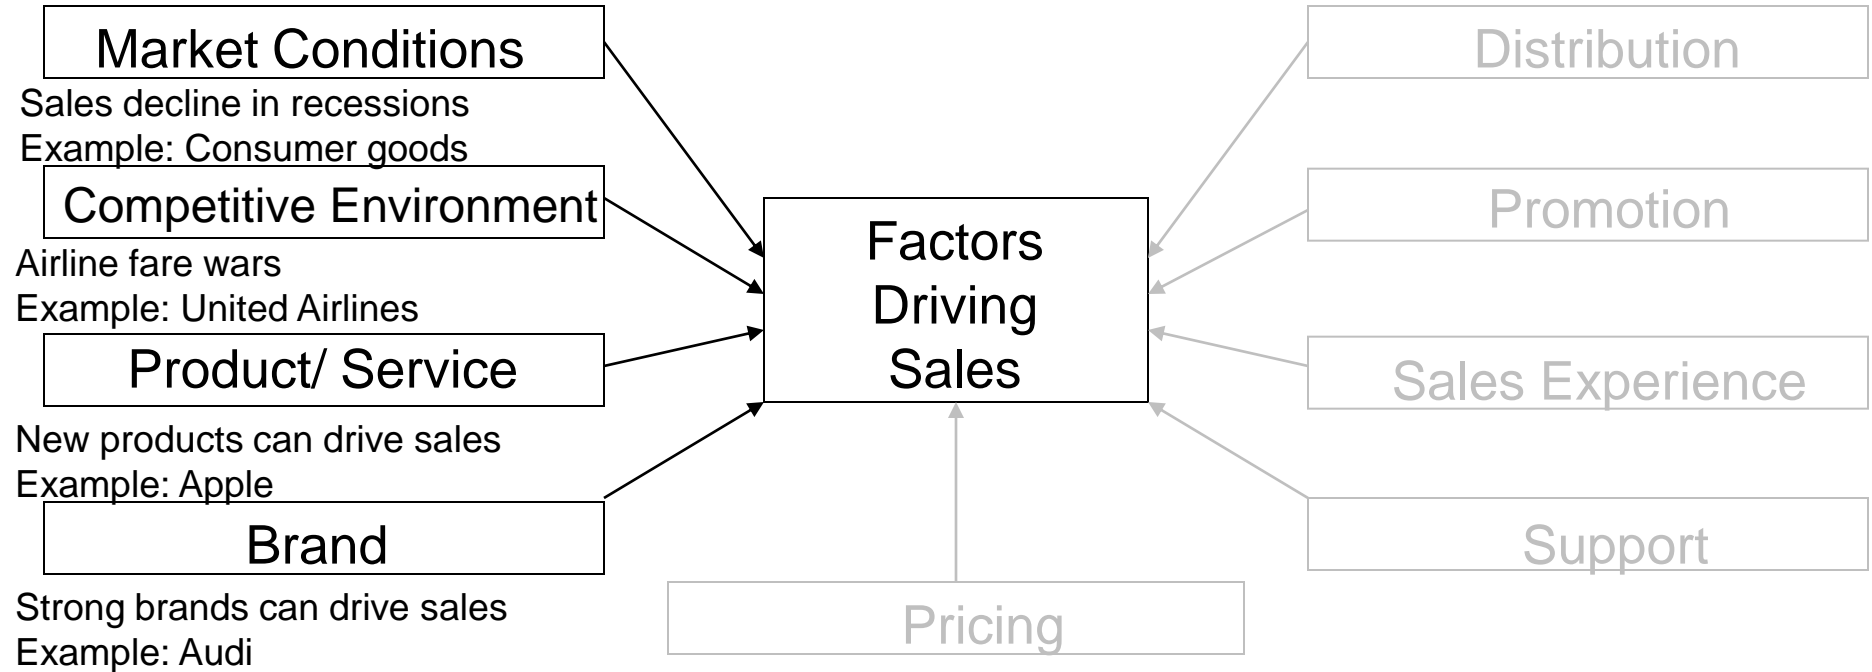 Market Conditions
Sales decline in recessions
Example: Consumer goods
Competitive Environment
Airline fare wars
Example: United Airlines
Product/ Service
New products can drive sales
Example: Apple
Brand
Strong brands can drive sales
Example: Audi
Factors
Driving
Sales
Pricing
Distribution
Promotion
Sales Experience
Support